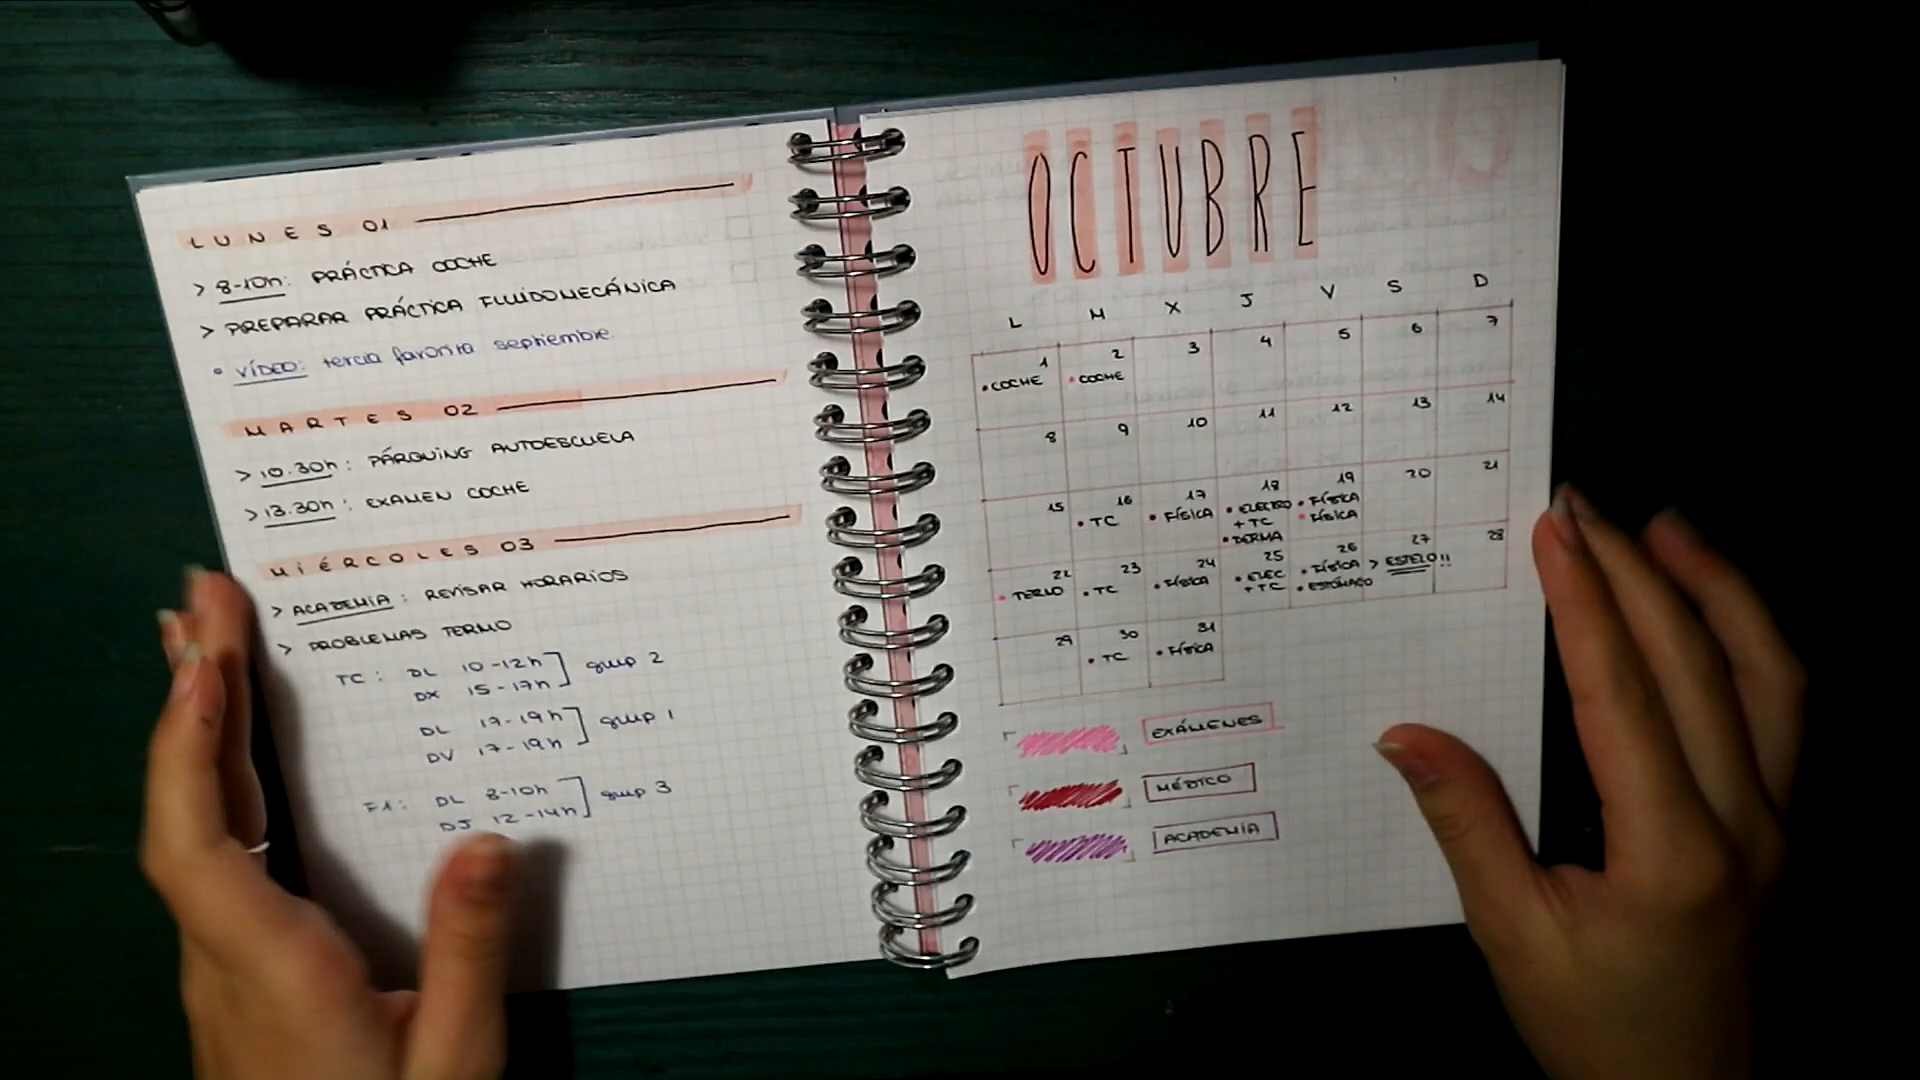 LUNES 01
> 8-10h: PRÁCTICA COCHE
> PREPARAR PRÁCTICA FLUIDOMECÁNICA
• VÍDEO: tercia favorita septiembre.
MARTES 02
> 10.30h: PÁRQUING AUTOESCUELA
> 13.30h: EXAMEN COCHE
MIÉRCOLES 03
> ACADEMIA: REVISAR HORARIOS
> PROBLEMAS TERMO
TC: DL 10-12h
DX 15-17h ] grup 2
DL 17-19h
DV 17-19h ] grup 1
F1: DL 8-10h
DJ 12-14h ] grup 3
OCTUBRE
L M X J V S D
1 2 3 4 5 6 7
• COCHE • COCHE
8 9 10 11 12 13 14
15 16 17 18 19 20 21
• TC • FÍSICA • ELECTRO • FÍSICA
+ TC • FÍSICA
• DERMA
22 23 24 25 26 27 28
• TERMO • TC • FÍSICA • ELEC • FÍSICA > ESTELO!!
+ TC • ESTÓMAGO
29 30 31
• TC • FÍSICA
EXÁMENES
MÉDICO
ACADEMIA